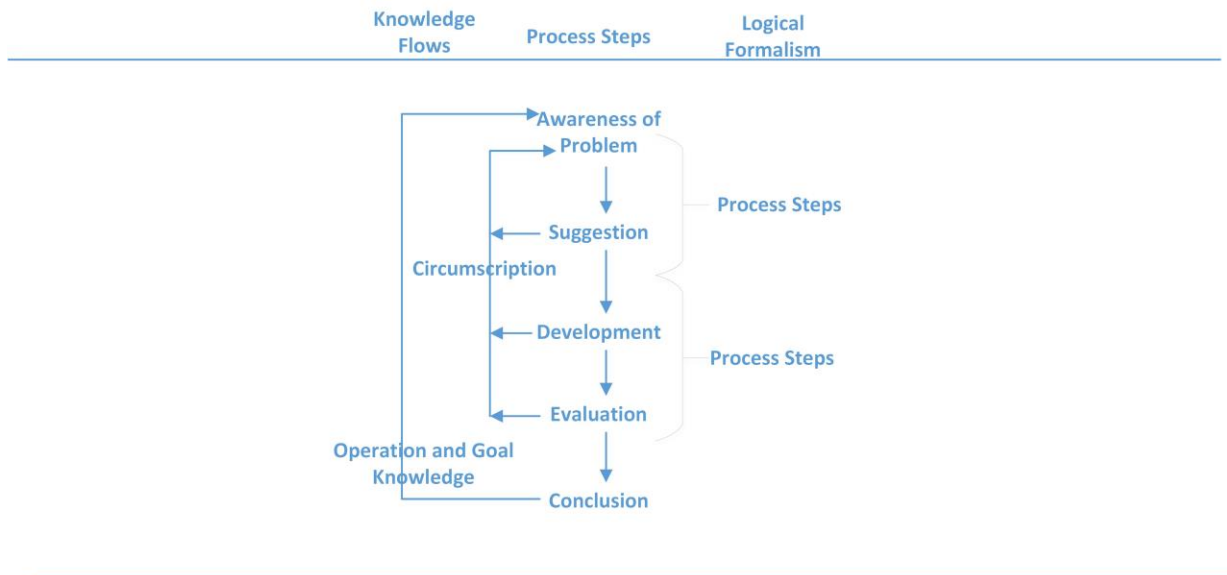 Knowledge
Flows
Process Steps
Logical
Formalism
Awareness of
Problem
Process Steps
Suggestion
Circumscription
Development
Process Steps
Evaluation
Operation and Goal
Knowledge
Conclusion